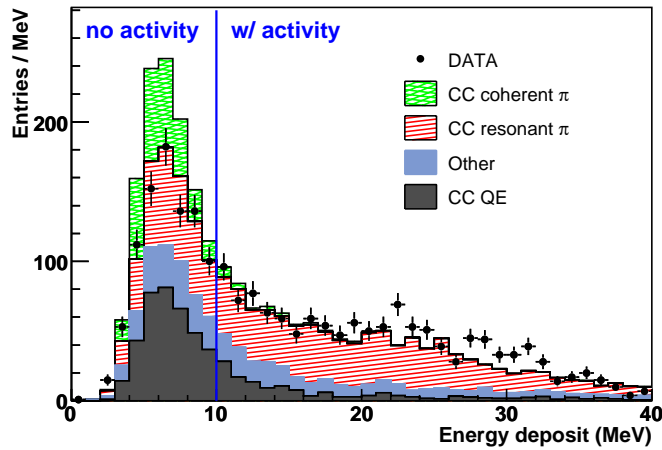 no activity w/ activity
DATA
CC coherent π
CC resonant π
Other
CC QE
Entries / MeV
200
100
0
0 10 20 30 40
Energy deposit (MeV)